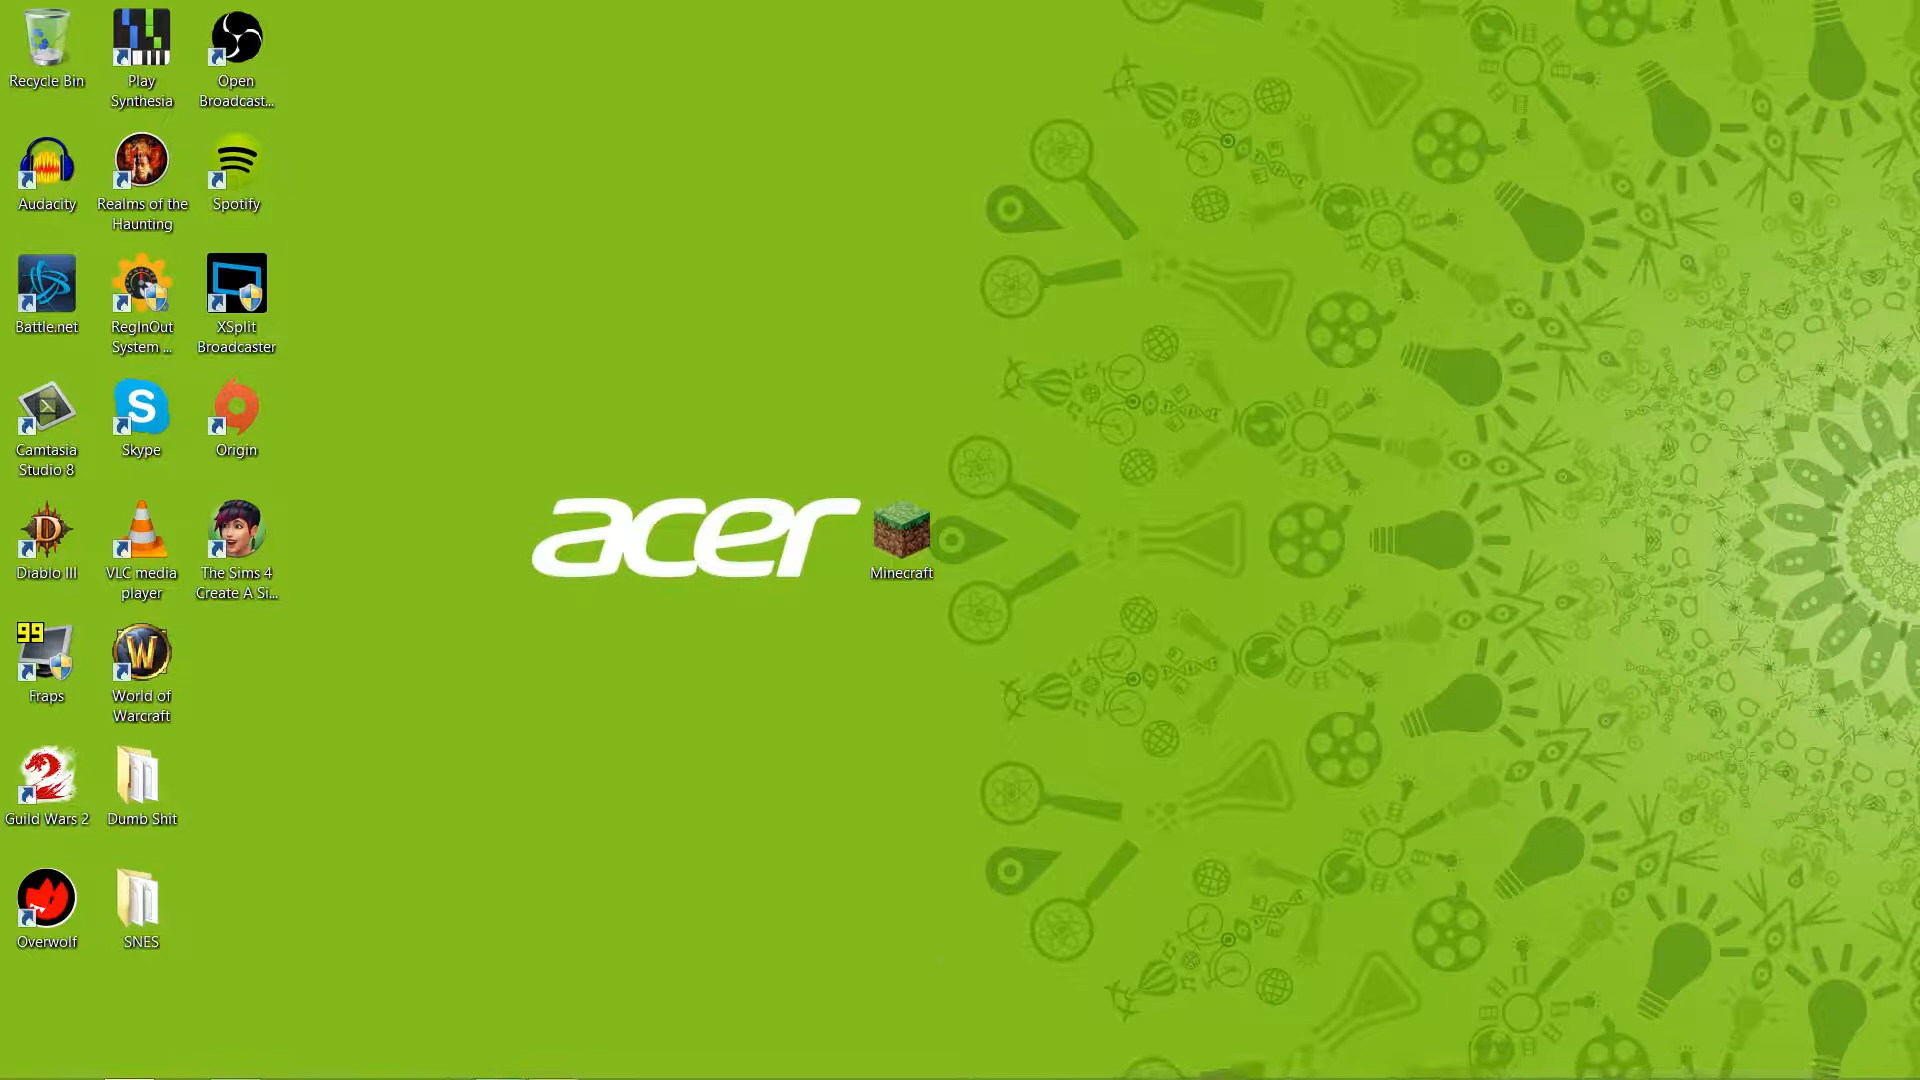 Recycle Bin
Play
Synthesia
Open
Broadcast...
Audacity
Realms of the
Haunting
Spotify
Battle.net
RegInOut
System ...
XSplit
Broadcaster
Camtasia
Studio 8
Skype
Origin
acer
Minecraft
Diablo III
VLC media
player
The Sims 4
Create A Si...
99
Fraps
World of
Warcraft
Guild Wars 2
Dumb Shit
Overwolf
SNES